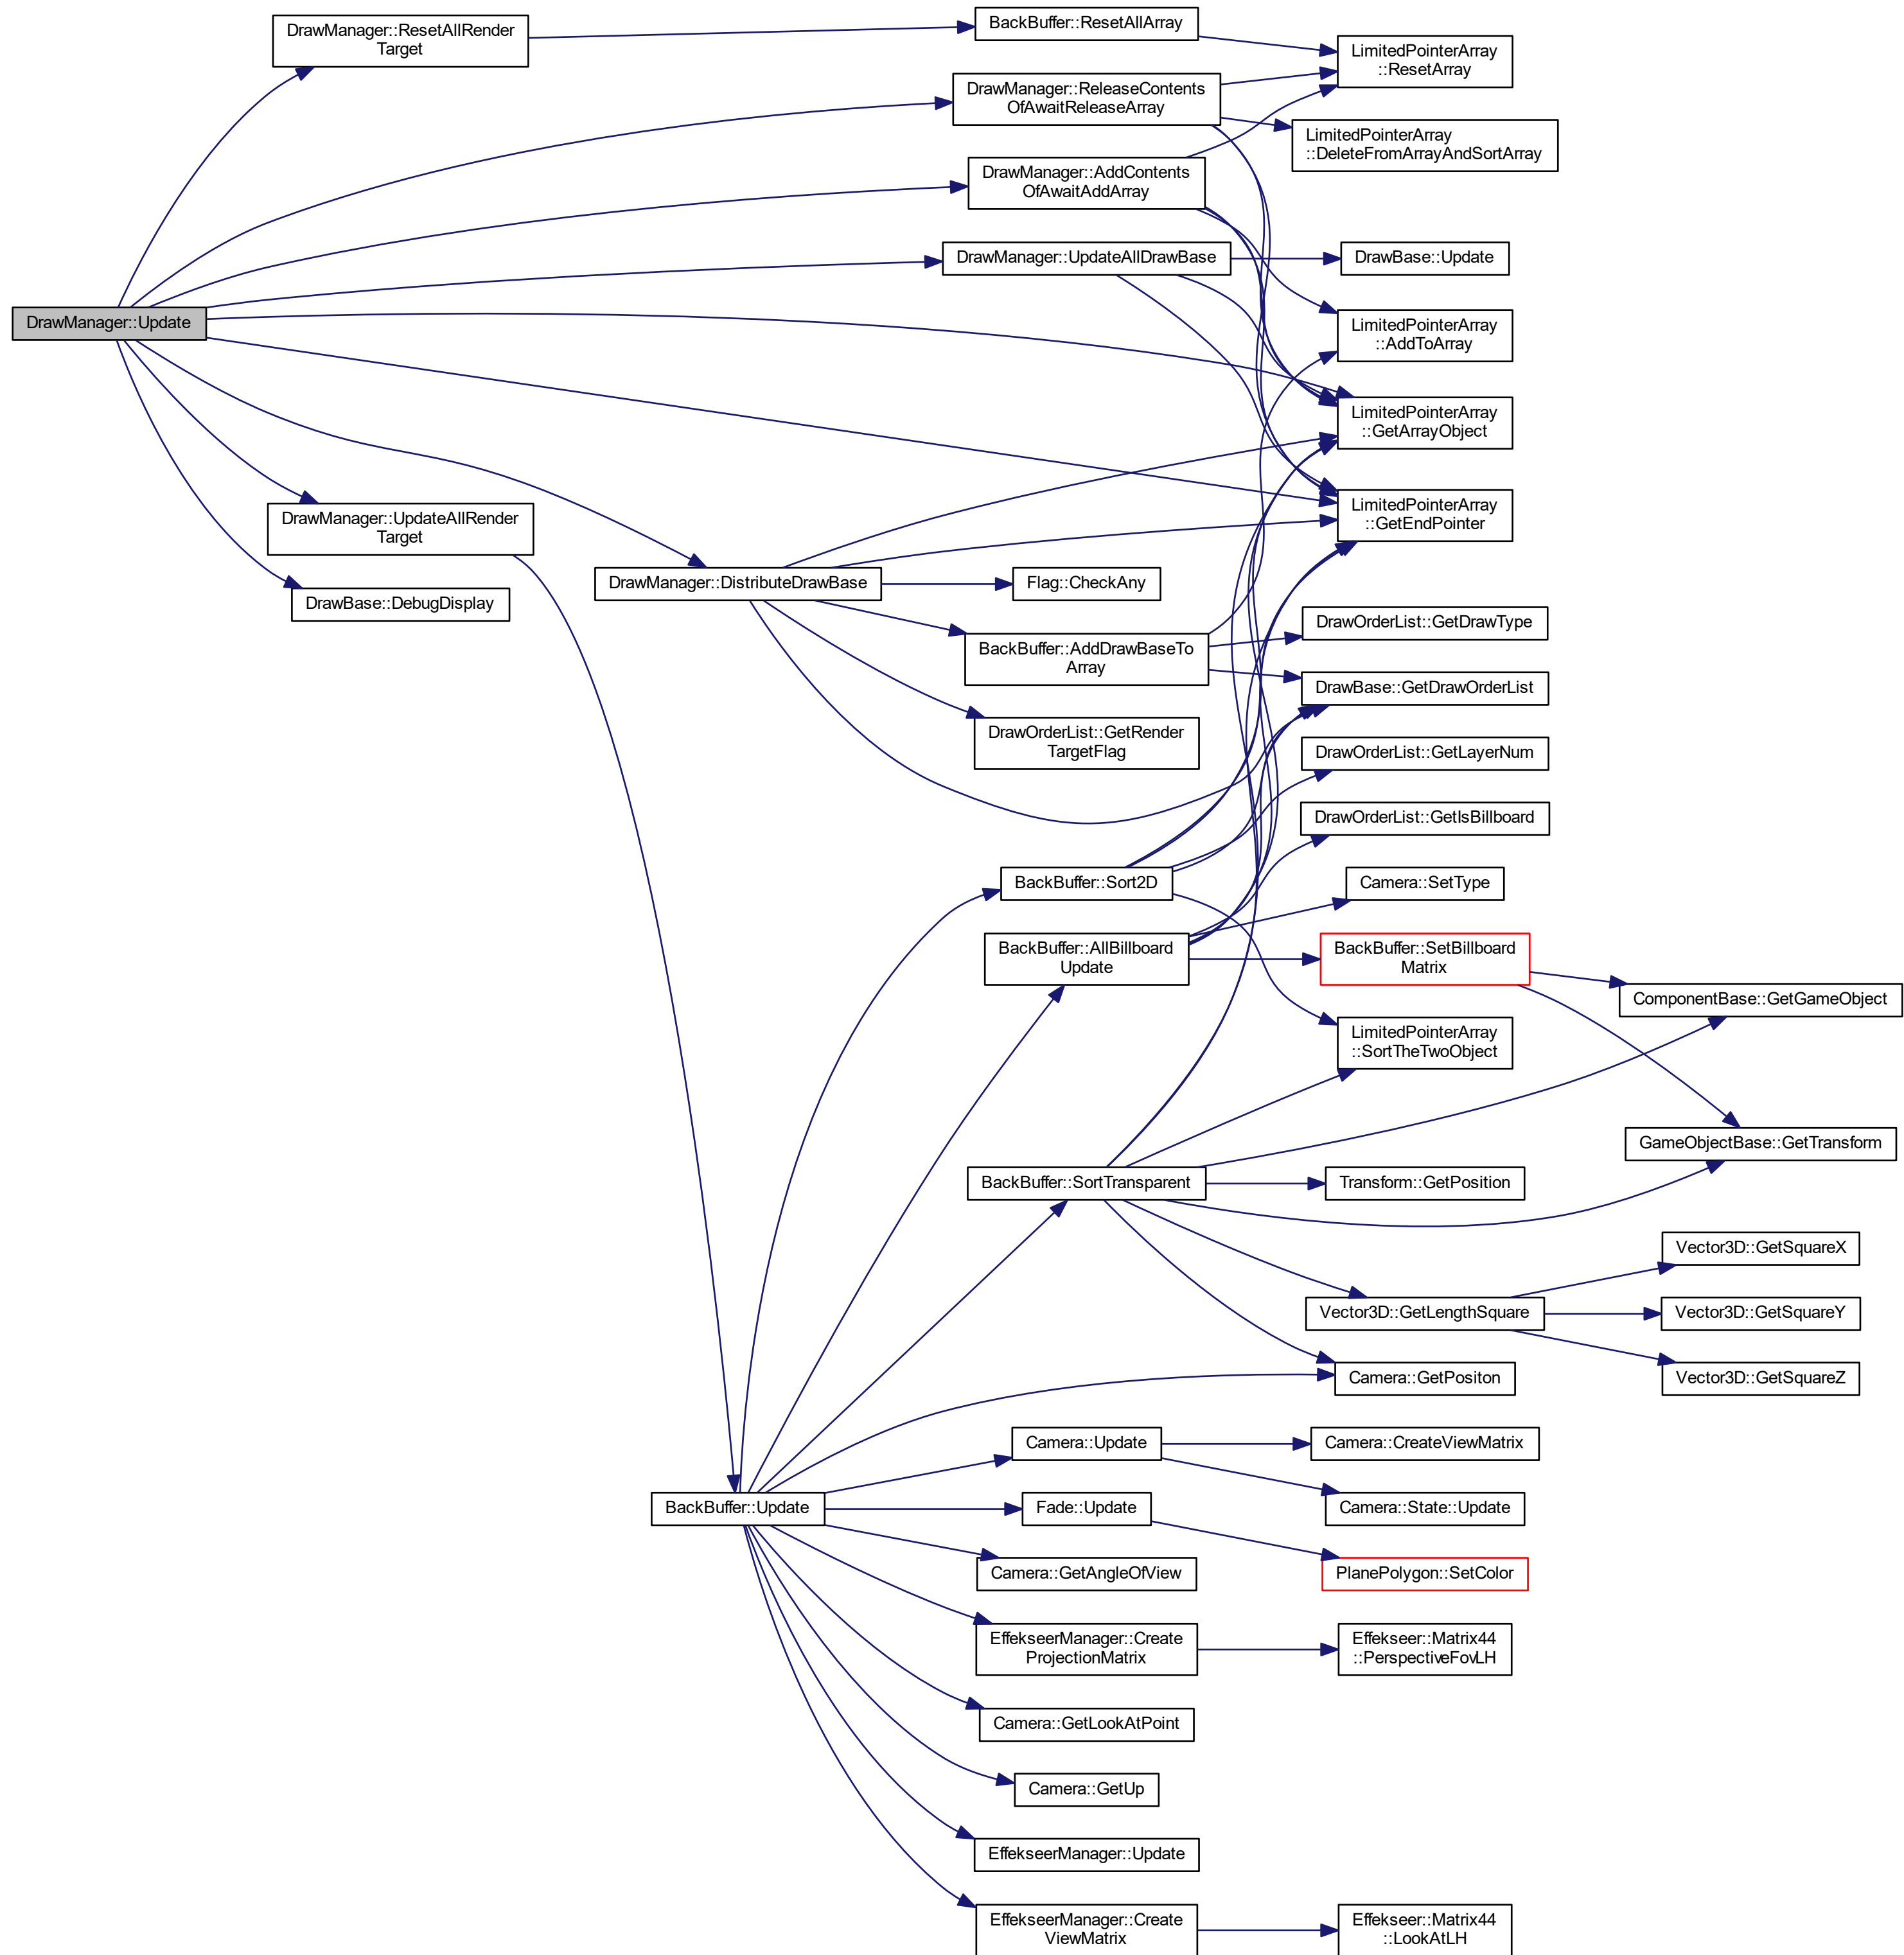 DrawManager::Update
DrawManager::ResetAllRender
Target
BackBuffer::ResetAllArray
LimitedPointerArray
::ResetArray
DrawManager::ReleaseContents
OfAwaitReleaseArray
LimitedPointerArray
::DeleteFromArrayAndSortArray
DrawManager::AddContents
OfAwaitAddArray
DrawManager::UpdateAllDrawBase
DrawBase::Update
LimitedPointerArray
::AddToArray
LimitedPointerArray
::GetArrayObject
LimitedPointerArray
::GetEndPointer
DrawManager::UpdateAllRender
Target
DrawBase::DebugDisplay
DrawManager::DistributeDrawBase
Flag::CheckAny
BackBuffer::AddDrawBaseTo
Array
DrawOrderList::GetRender
TargetFlag
DrawOrderList::GetDrawType
DrawBase::GetDrawOrderList
DrawOrderList::GetLayerNum
DrawOrderList::GetIsBillboard
BackBuffer::Sort2D
Camera::SetType
BackBuffer::AllBillboard
Update
BackBuffer::SetBillboard
Matrix
ComponentBase::GetGameObject
LimitedPointerArray
::SortTheTwoObject
GameObjectBase::GetTransform
BackBuffer::SortTransparent
Transform::GetPosition
Vector3D::GetSquareX
Vector3D::GetLengthSquare
Vector3D::GetSquareY
Vector3D::GetSquareZ
Camera::GetPositon
BackBuffer::Update
Camera::Update
Camera::CreateViewMatrix
Camera::State::Update
Fade::Update
PlanePolygon::SetColor
Camera::GetAngleOfView
EffekseerManager::Create
ProjectionMatrix
Effekseer::Matrix44
::PerspectiveFovLH
Camera::GetLookAtPoint
Camera::GetUp
EffekseerManager::Update
EffekseerManager::Create
ViewMatrix
Effekseer::Matrix44
::LookAtLH